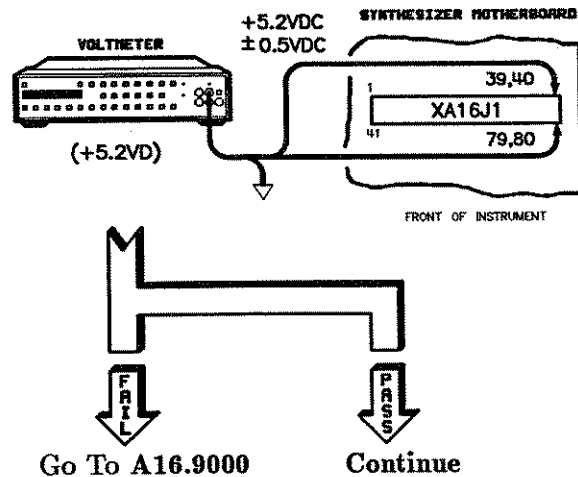 +5.2VDC
±0.5VDC
SYNTHESIZER MOTHERBOARD
VOLTMETER
(+5.2VD)
1
39,40
XA16J1
41
79,80
FRONT OF INSTRUMENT
FAIL
PASS
Go To A16.9000
Continue